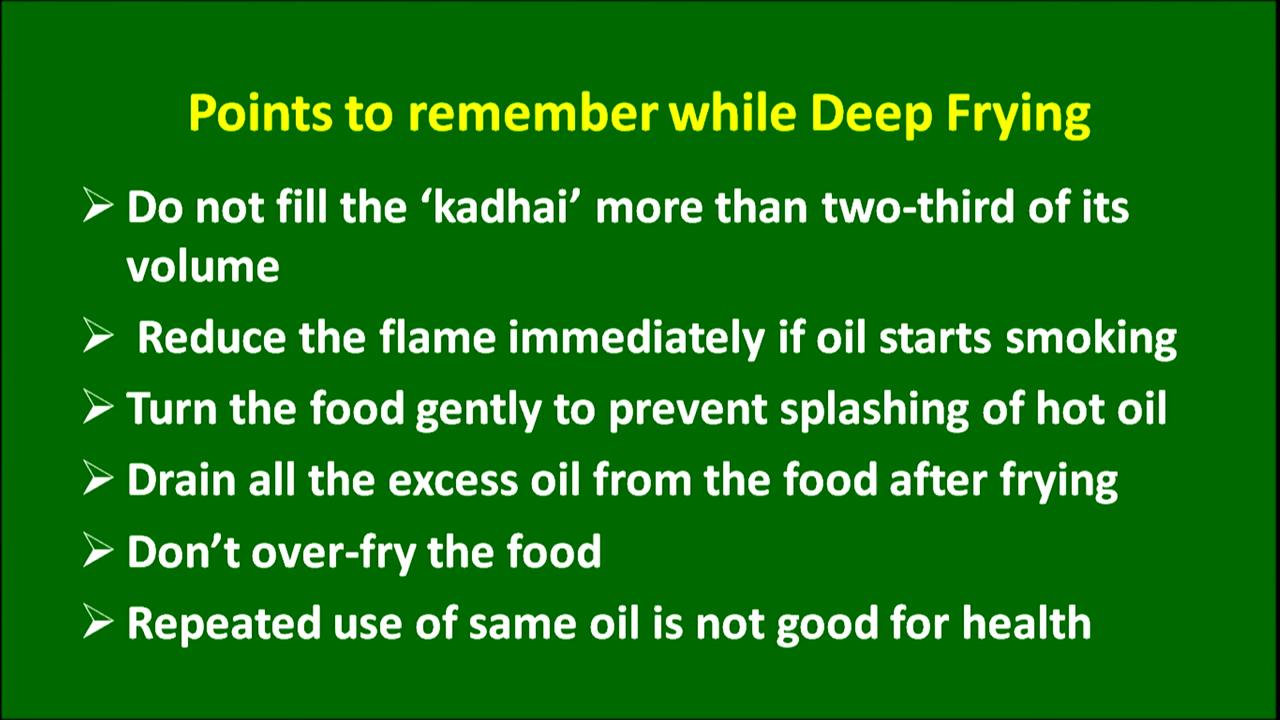 Points to remember while Deep Frying
➢ Do not fill the ‘kadhai’ more than two-third of its
volume
➢ Reduce the flame immediately if oil starts smoking
➢ Turn the food gently to prevent splashing of hot oil
➢ Drain all the excess oil from the food after frying
➢ Don’t over-fry the food
➢ Repeated use of same oil is not good for health